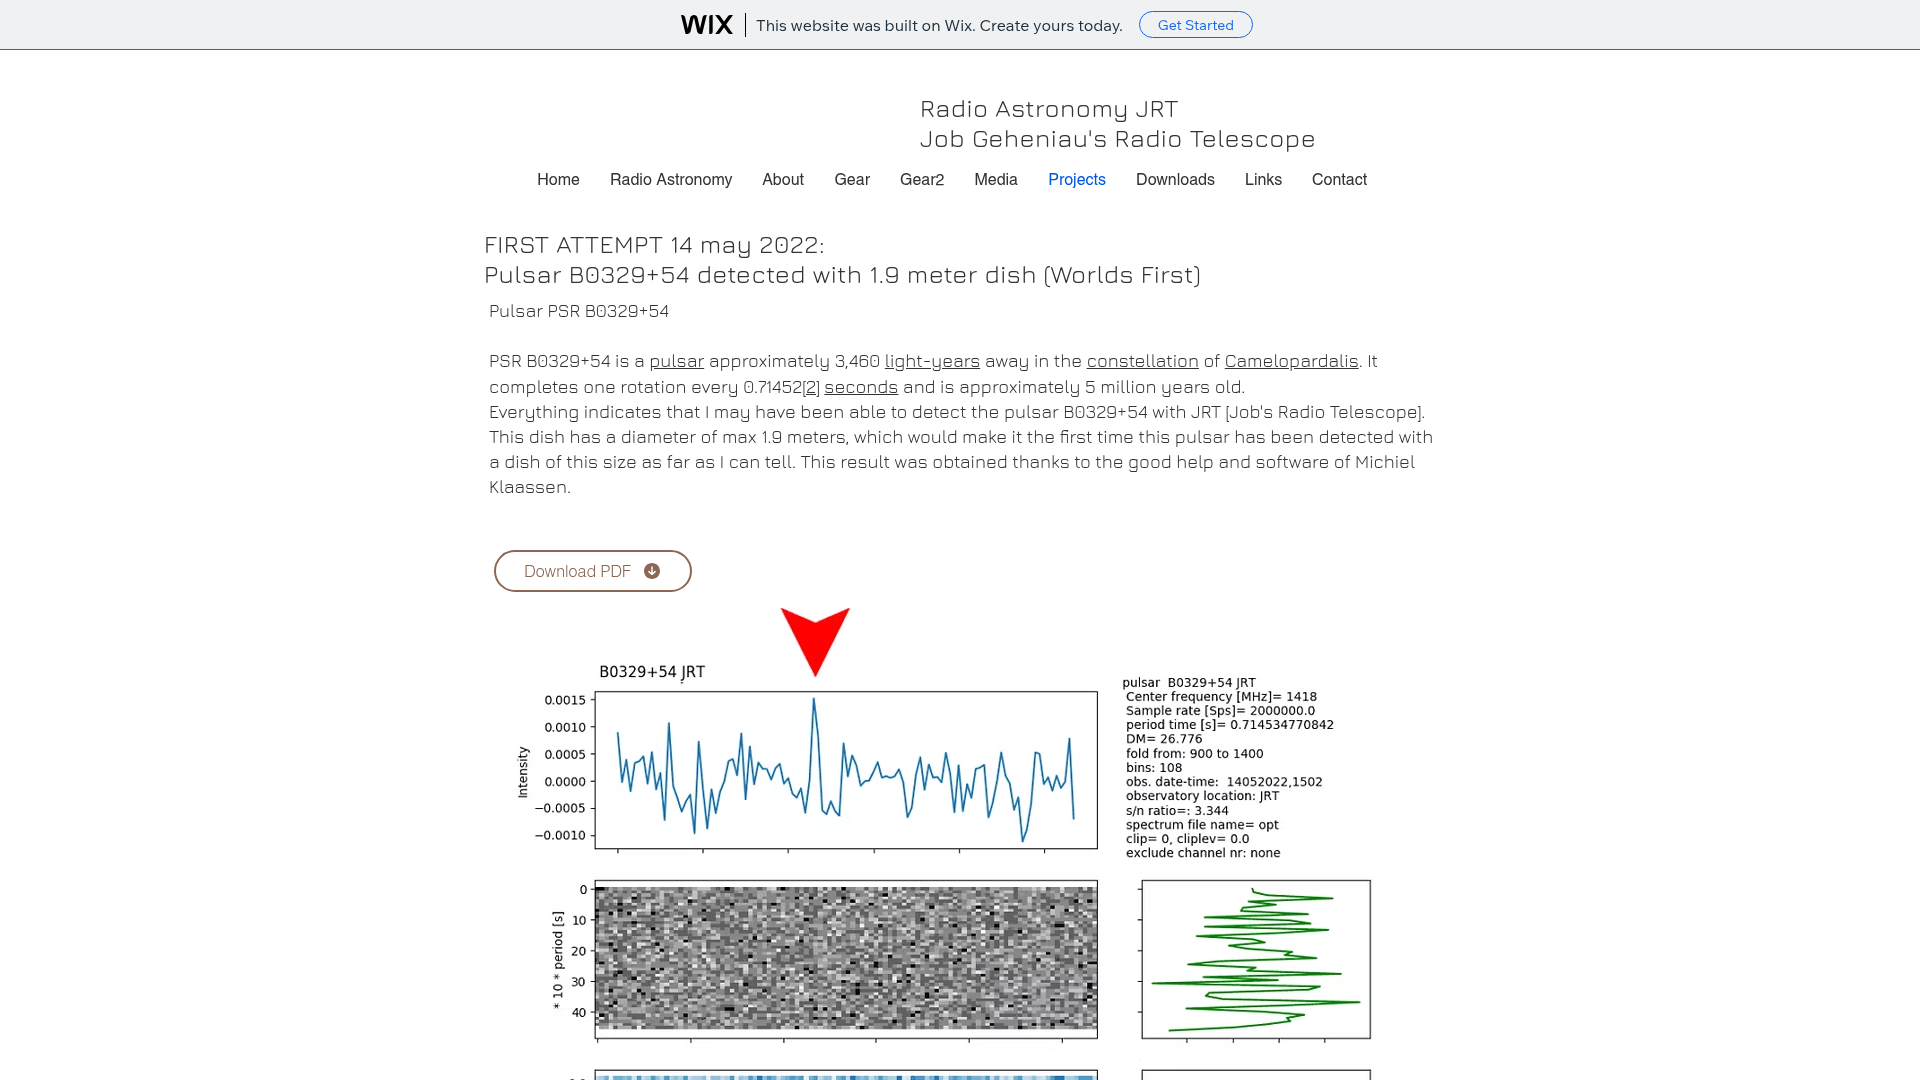 WIX
This website was built on Wix. Create yours today.
Get Started
Radio Astronomy JRT
Job Geheniau's Radio Telescope
Home
Radio Astronomy
About
Gear
Gear2
Media
Projects
Downloads
Links
Contact
FIRST ATTEMPT 14 may 2022:
Pulsar B0329+54 detected with 1.9 meter dish (Worlds First)
Pulsar PSR B0329+54
PSR B0329+54 is a pulsar approximately 3,460 light-years away in the constellation of Camelopardalis. It
completes one rotation every 0.71452[2] seconds and is approximately 5 million years old.
Everything indicates that I may have been able to detect the pulsar B0329+54 with JRT [Job's Radio Telescope].
This dish has a diameter of max 1.9 meters, which would make it the first time this pulsar has been detected with
a dish of this size as far as I can tell. This result was obtained thanks to the good help and software of Michiel
Klaassen.
Download PDF
B0329+54 JRT
0.0015
0.0010
0.0005
0.0000
−0.0005
−0.0010
Intensity
pulsar B0329+54 JRT
Center frequency [MHz]= 1418
Sample rate [Sps]= 2000000.0
period time [s]= 0.714534770842
DM= 26.776
fold from: 900 to 1400
bins: 108
obs. date-time: 14052022,1502
observatory location: JRT
s/n ratio=: 3.344
spectrum file name= opt
clip= 0, cliplev= 0.0
exclude channel nr: none
0
10
20
30
40
* 10 * period [s]